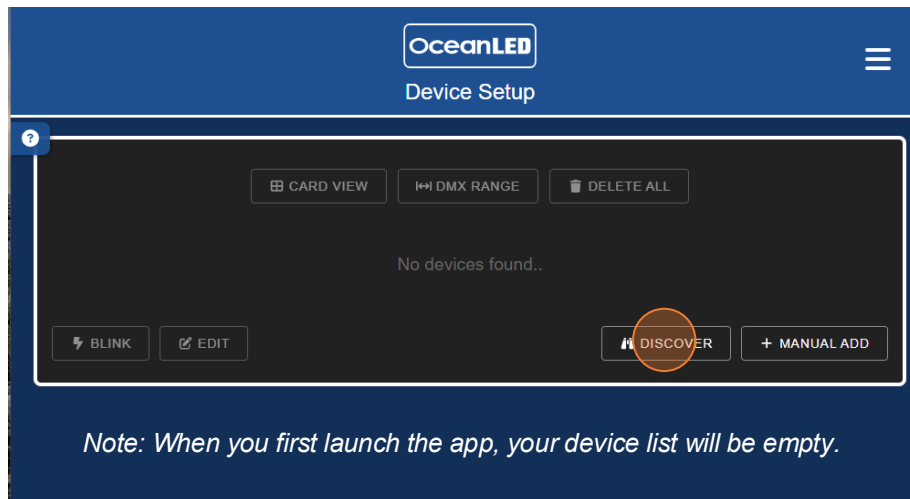 OceanLED
Device Setup
?
CARD VIEW
DMX RANGE
DELETE ALL
No devices found..
BLINK
EDIT
DISCOVER
+ MANUAL ADD
Note: When you first launch the app, your device list will be empty.